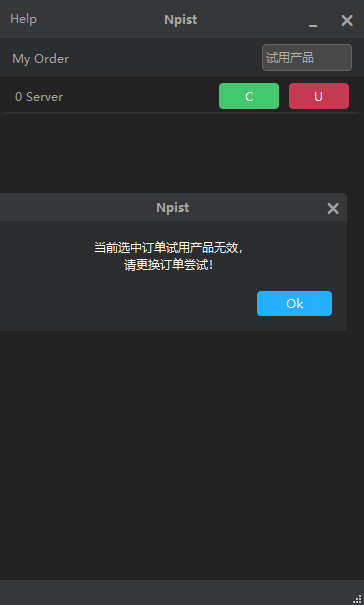 Help
Npist
My Order
试用产品
0 Server
C
U
Npist
当前选中订单试用产品无效，
请更换订单尝试！
Ok